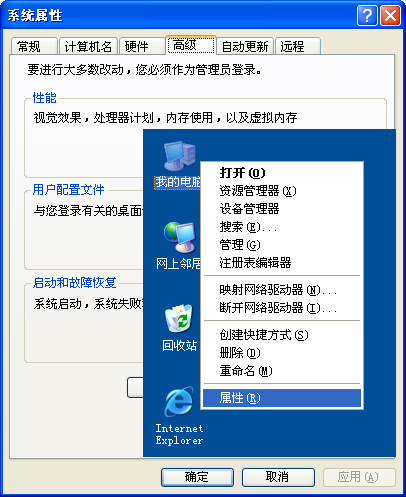 系统属性
常规
计算机名
硬件
高级
自动更新
远程
要进行大多数改动，您必须作为管理员登录。
性能
视觉效果，处理器计划，内存使用，以及虚拟内存
用户配置文件
与您登录有关的桌面
启动和故障恢复
系统启动，系统失败
我的电脑
网上邻居
回收站
Internet
Explorer
打开(O)
资源管理器(X)
设备管理器
搜索(E)...
管理(G)
注册表编辑器
映射网络驱动器(N)...
断开网络驱动器(I)...
创建快捷方式(S)
删除(D)
重命名(M)
属性(R)
确定
取消
应用(A)